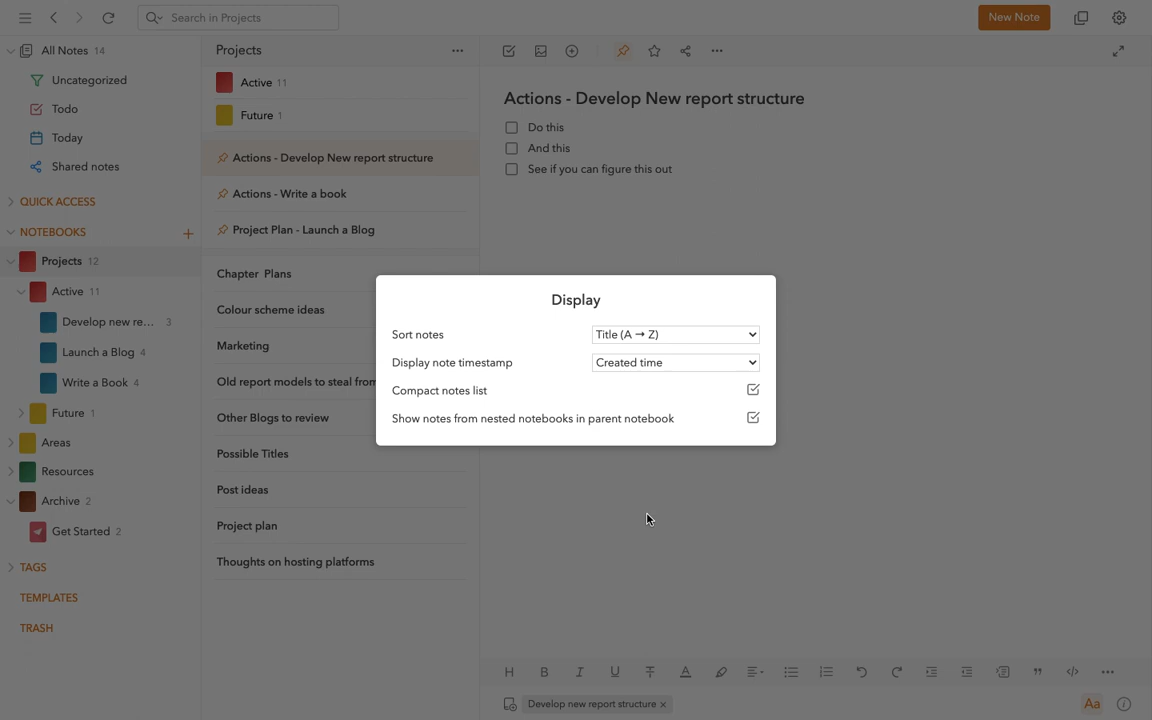 Search in Projects
New Note
All Notes 14
Uncategorized
Todo
Today
Shared notes
QUICK ACCESS
NOTEBOOKS
Projects 12
Active 11
Develop new re... 3
Launch a Blog 4
Write a Book 4
Future 1
Areas
Resources
Archive 2
Get Started 2
TAGS
TEMPLATES
TRASH
Projects
Active 11
Future 1
Actions - Develop New report structure
Actions - Write a book
Project Plan - Launch a Blog
Chapter Plans
Colour scheme ideas
Marketing
Old report models to steal from
Other Blogs to review
Possible Titles
Post ideas
Project plan
Thoughts on hosting platforms
Actions - Develop New report structure
Do this
And this
See if you can figure this out
Display
Sort notes Title (A → Z)
Display note timestamp Created time
Compact notes list
Show notes from nested notebooks in parent notebook
H B I U T A
Develop new report structure ×
Aa